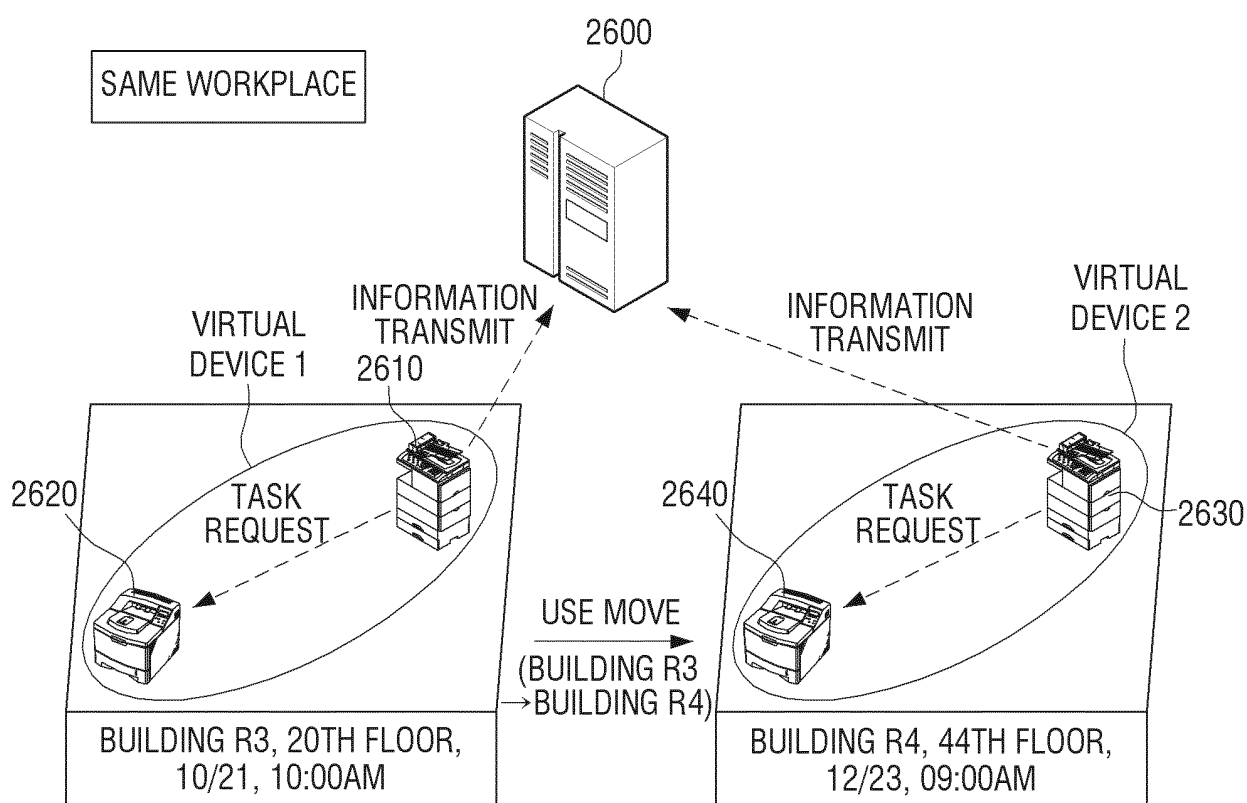 2600
SAME WORKPLACE
INFORMATION
TRANSMIT
VIRTUAL
DEVICE 1
2610
INFORMATION
TRANSMIT
VIRTUAL
DEVICE 2
2620
TASK
REQUEST
2640
TASK
REQUEST
2630
USE MOVE
(BUILDING R3
→BUILDING R4)
BUILDING R3, 20TH FLOOR,
10/21, 10:00AM
BUILDING R4, 44TH FLOOR,
12/23, 09:00AM